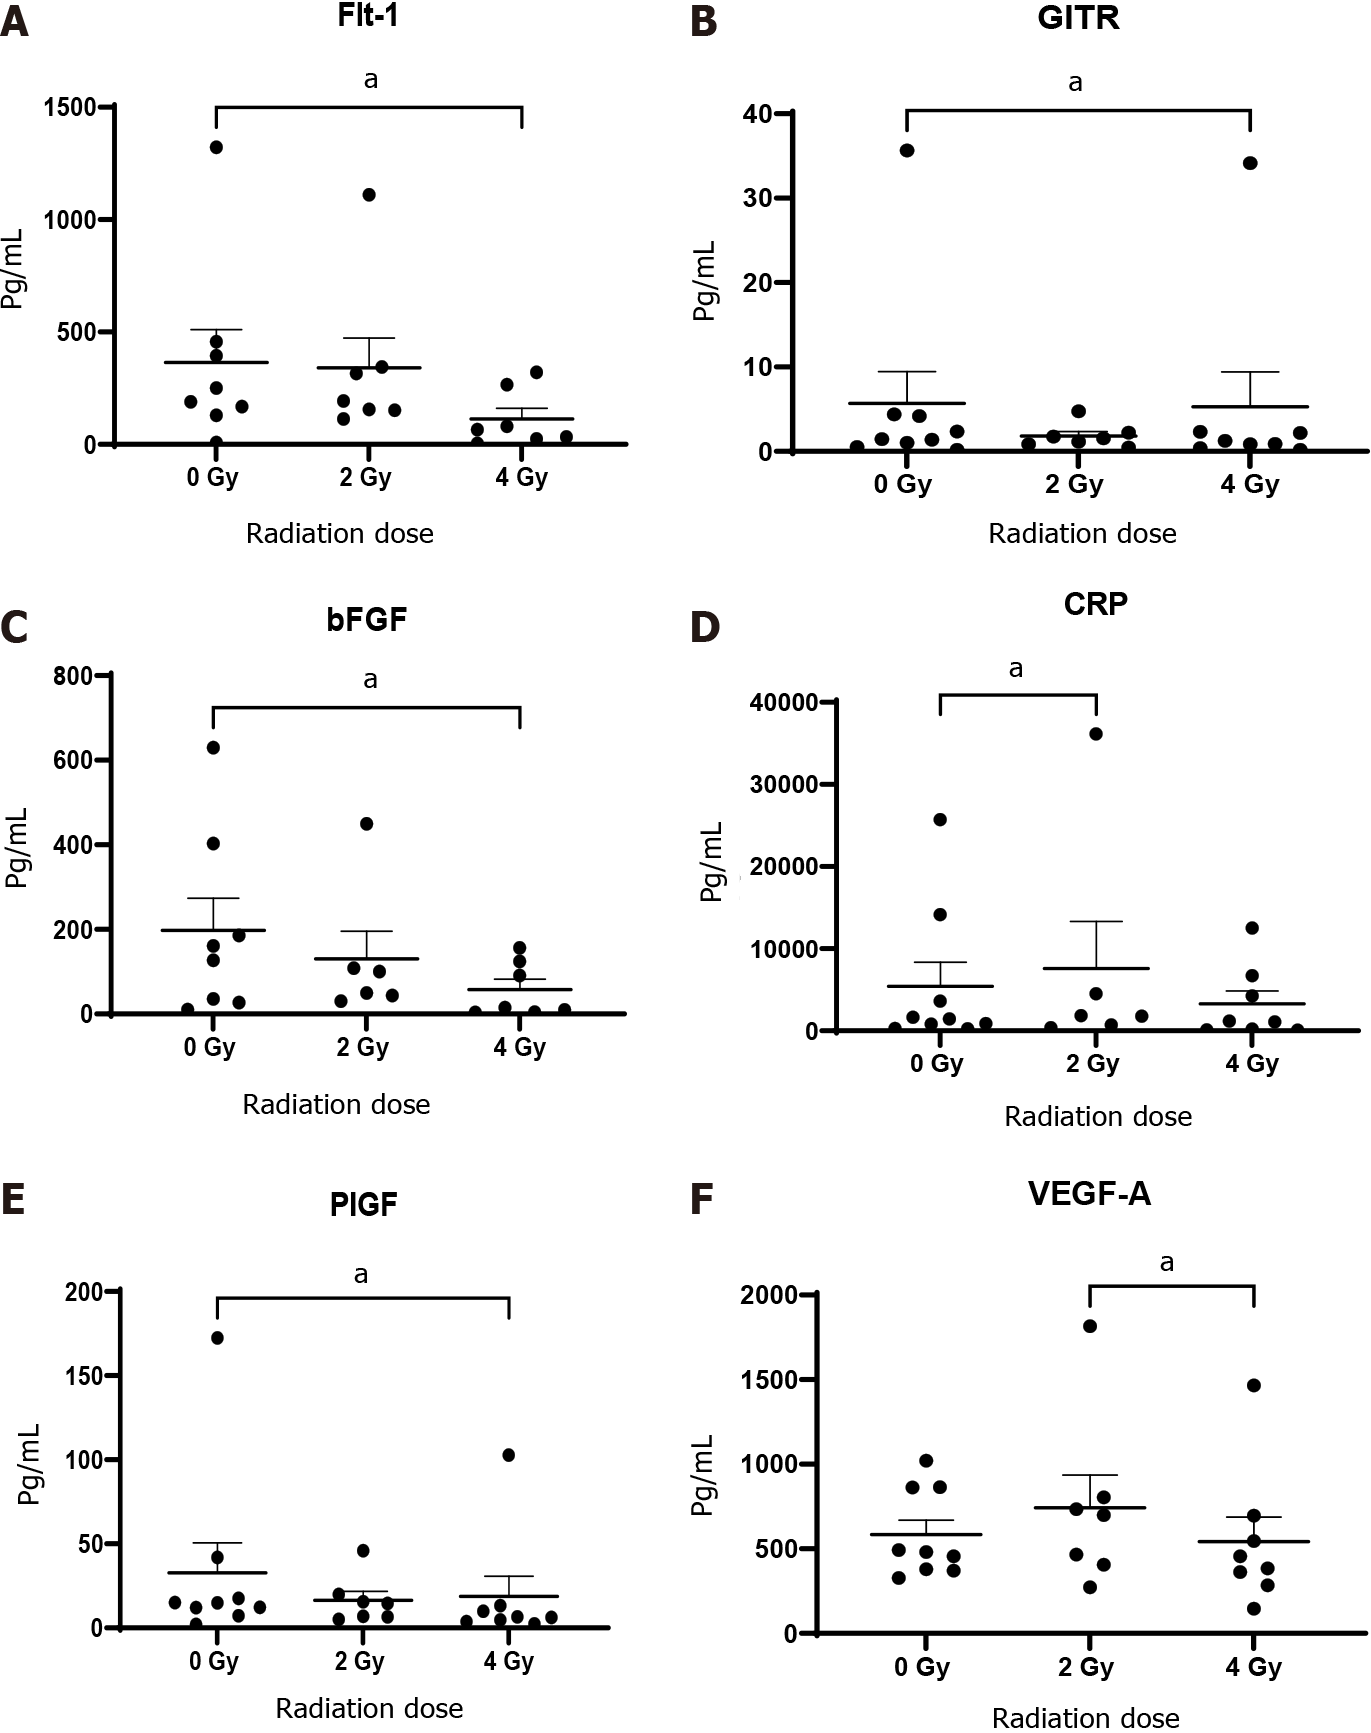 A
Flt-1
a
1500
1000
500
0
Pg/mL
0 Gy 2 Gy 4 Gy
Radiation dose
B
GITR
a
40
30
20
10
0
Pg/mL
0 Gy 2 Gy 4 Gy
Radiation dose
C
bFGF
a
800
600
400
200
0
Pg/mL
0 Gy 2 Gy 4 Gy
Radiation dose
D
CRP
a
40000
30000
20000
10000
0
Pg/mL
0 Gy 2 Gy 4 Gy
Radiation dose
E
PlGF
a
200
150
100
50
0
Pg/mL
0 Gy 2 Gy 4 Gy
Radiation dose
F
VEGF-A
a
2000
1500
1000
500
0
Pg/mL
0 Gy 2 Gy 4 Gy
Radiation dose